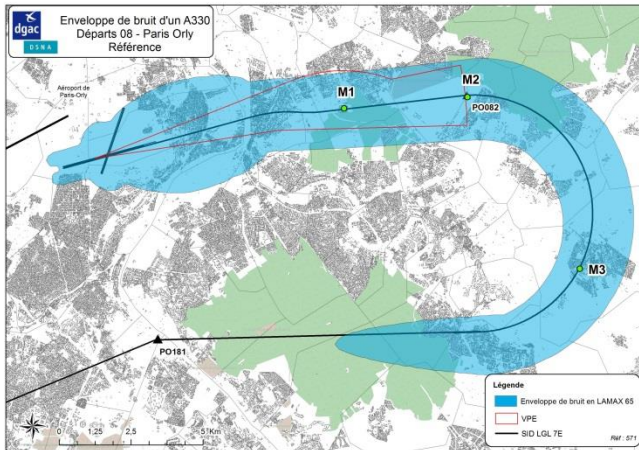 dgac
DSNA
Enveloppe de bruit d'un A330
Départs 08 - Paris Orly
Référence
Aéroport de
Paris-Orly
M1
M2
PO082
M3
PO181
0 1,25 2,5 5 Km
Légende
Enveloppe de bruit en LAMAX 65
VPE
SID LGL 7E
Réf : 571